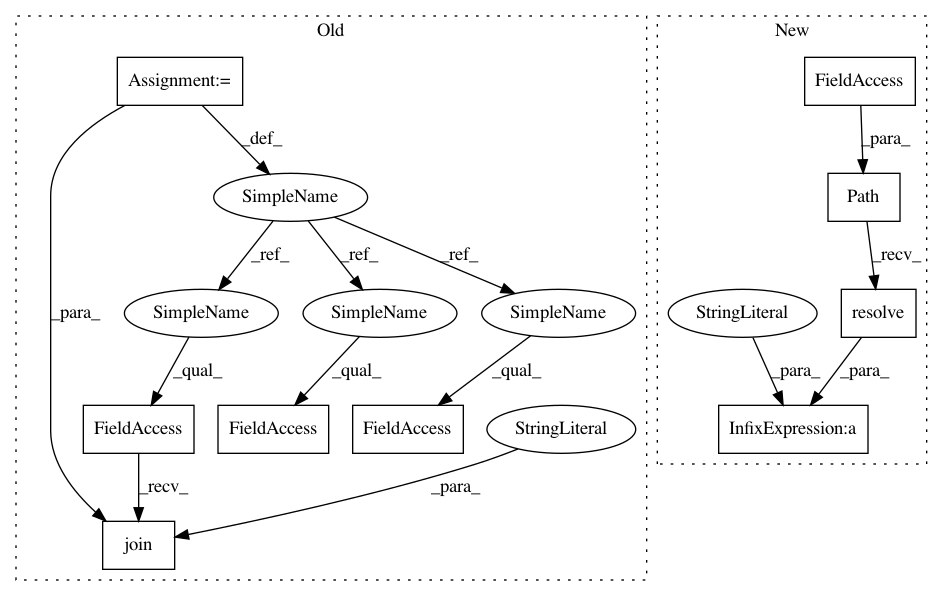 Old
New
Assignment:=
FieldAccess
_def_
_para_
SimpleName
Path
_ref_
_ref_
_ref_
_recv_
_para_
SimpleName
SimpleName
SimpleName
StringLiteral
resolve
_qual_
_qual_
_qual_
_para_
_para_
FieldAccess
FieldAccess
FieldAccess
StringLiteral
InfixExpression:a
_recv_
_para_
join